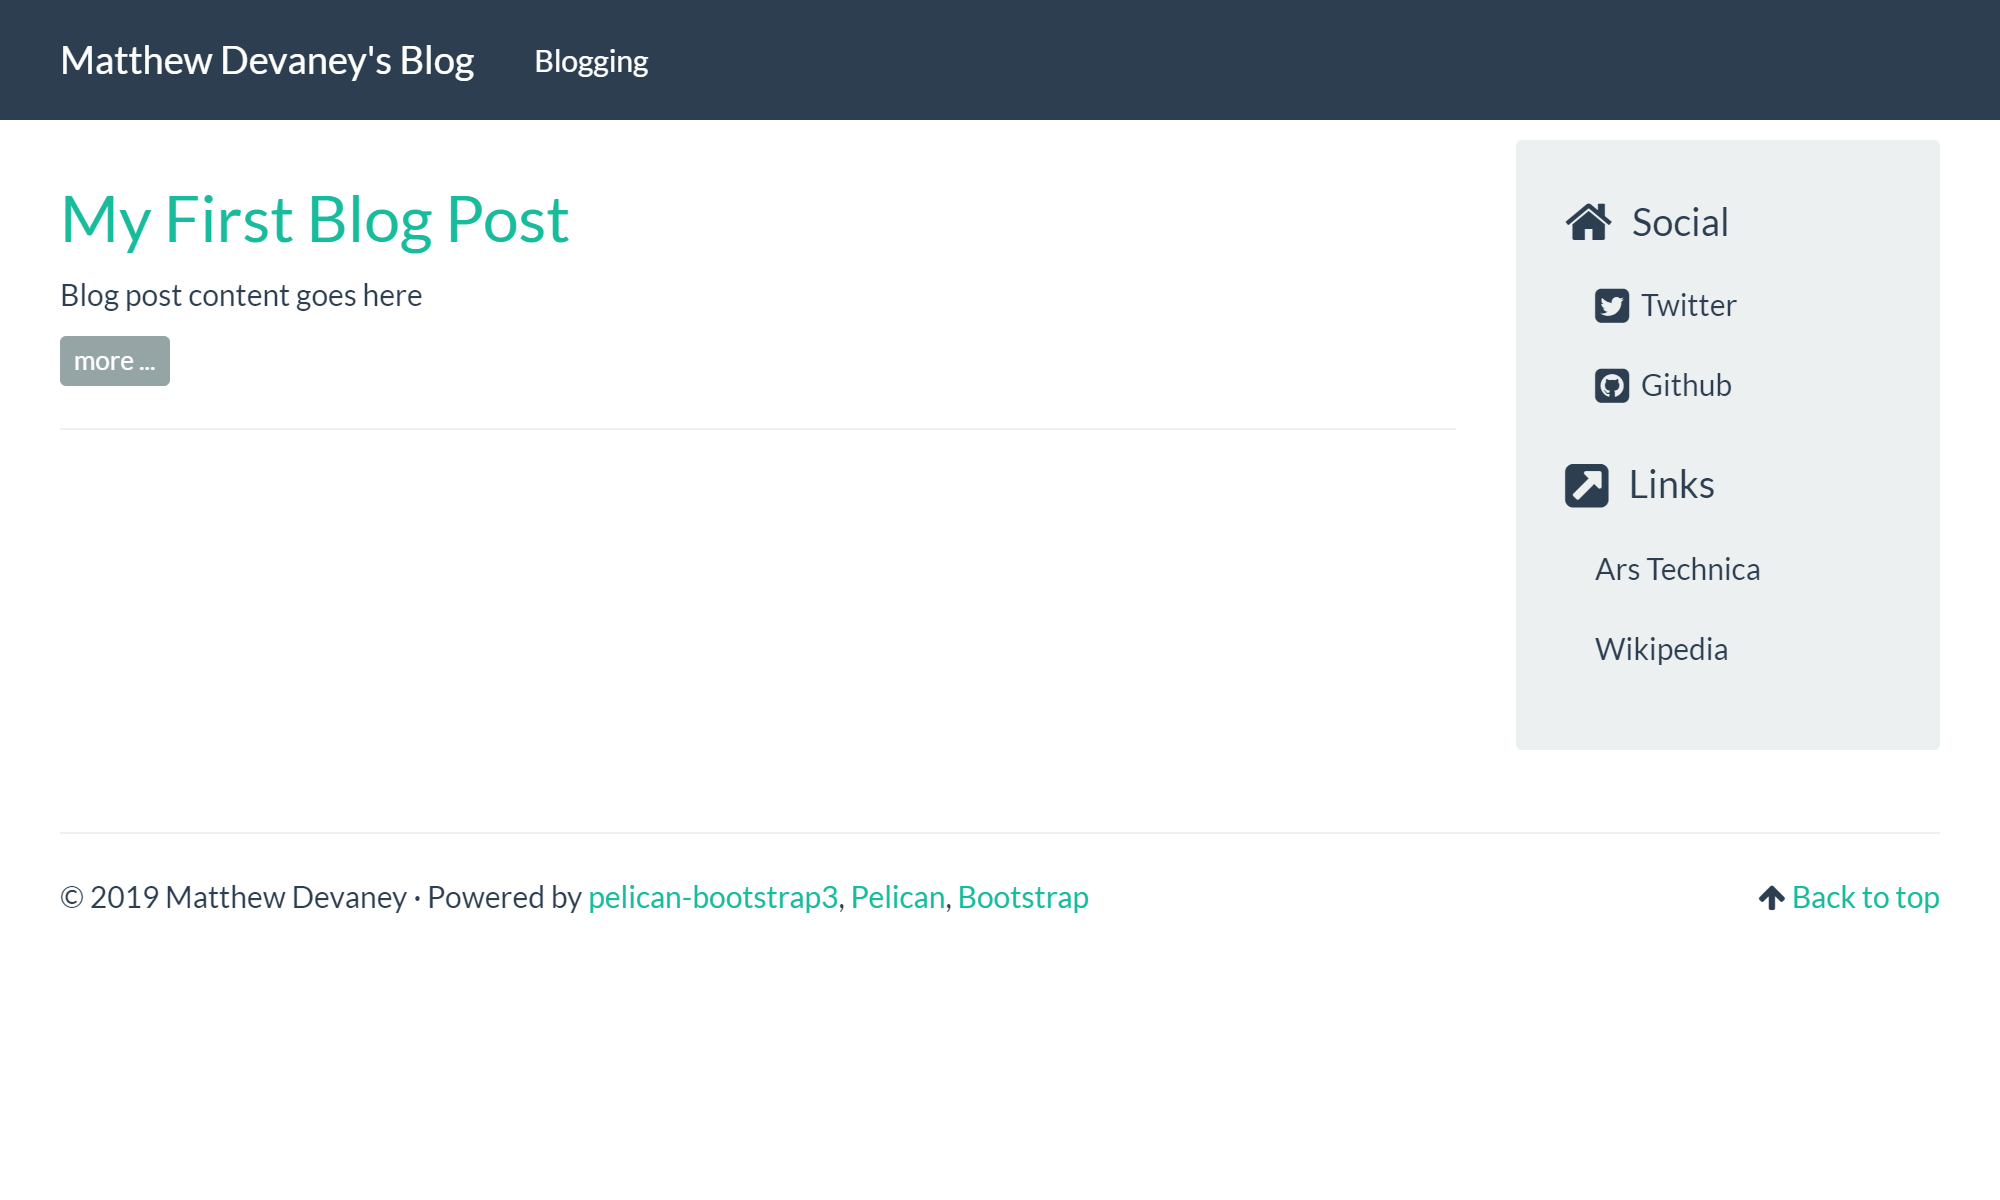 Matthew Devaney's Blog Blogging
My First Blog Post
Blog post content goes here
more ...
Social
Twitter
Github
Links
Ars Technica
Wikipedia
© 2019 Matthew Devaney · Powered by pelican-bootstrap3, Pelican, Bootstrap
Back to top